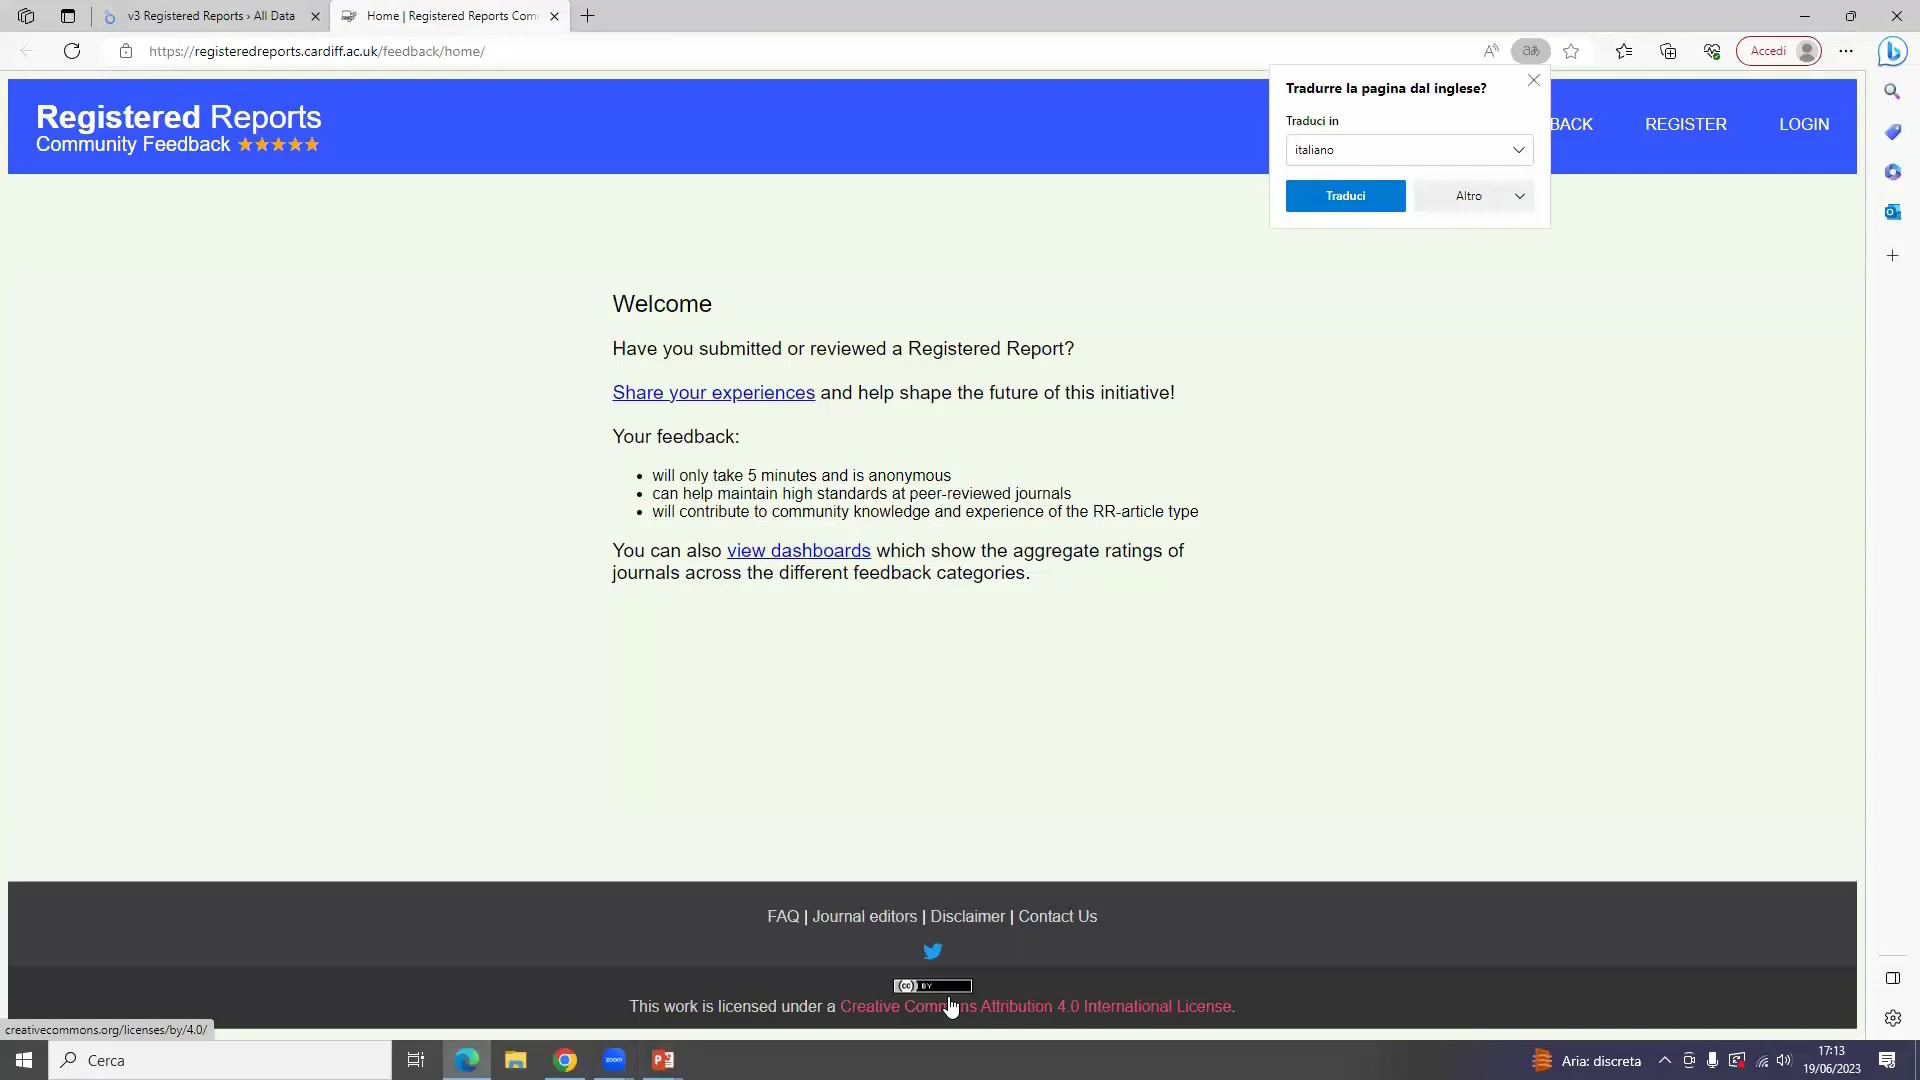 v3 Registered Reports › All Data
Home | Registered Reports Com
https://registeredreports.cardiff.ac.uk/feedback/home/
Accedi
Registered Reports
Community Feedback
BACK
REGISTER
LOGIN
Tradurre la pagina dal inglese?
Traduci in
italiano
Traduci
Altro
Welcome
Have you submitted or reviewed a Registered Report?
Share your experiences and help shape the future of this initiative!
Your feedback:
• will only take 5 minutes and is anonymous
• can help maintain high standards at peer-reviewed journals
• will contribute to community knowledge and experience of the RR-article type
You can also view dashboards which show the aggregate ratings of
journals across the different feedback categories.
FAQ | Journal editors | Disclaimer | Contact Us
(cc) BY
This work is licensed under a Creative Commons Attribution 4.0 International License.
creativecommons.org/licenses/by/4.0/
Cerca
zoom
Aria: discreta
17:13
19/06/2023